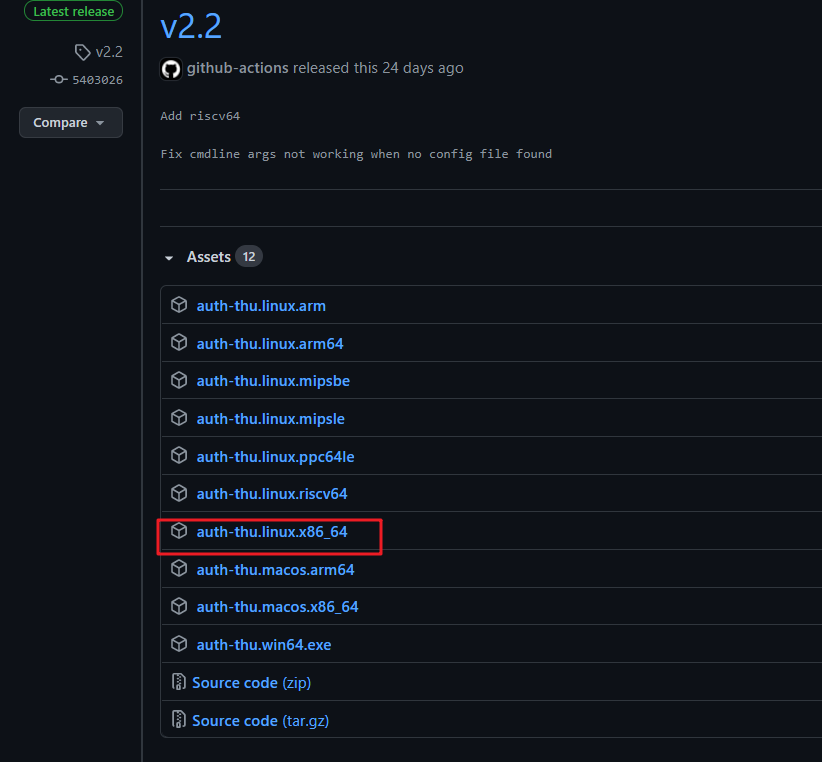 Latest release
v2.2
5403026
Compare
v2.2
github-actions released this 24 days ago
Add riscv64
Fix cmdline args not working when no config file found
Assets 12
auth-thu.linux.arm
auth-thu.linux.arm64
auth-thu.linux.mipsbe
auth-thu.linux.mipsle
auth-thu.linux.ppc64le
auth-thu.linux.riscv64
auth-thu.linux.x86_64
auth-thu.macos.arm64
auth-thu.macos.x86_64
auth-thu.win64.exe
Source code (zip)
Source code (tar.gz)